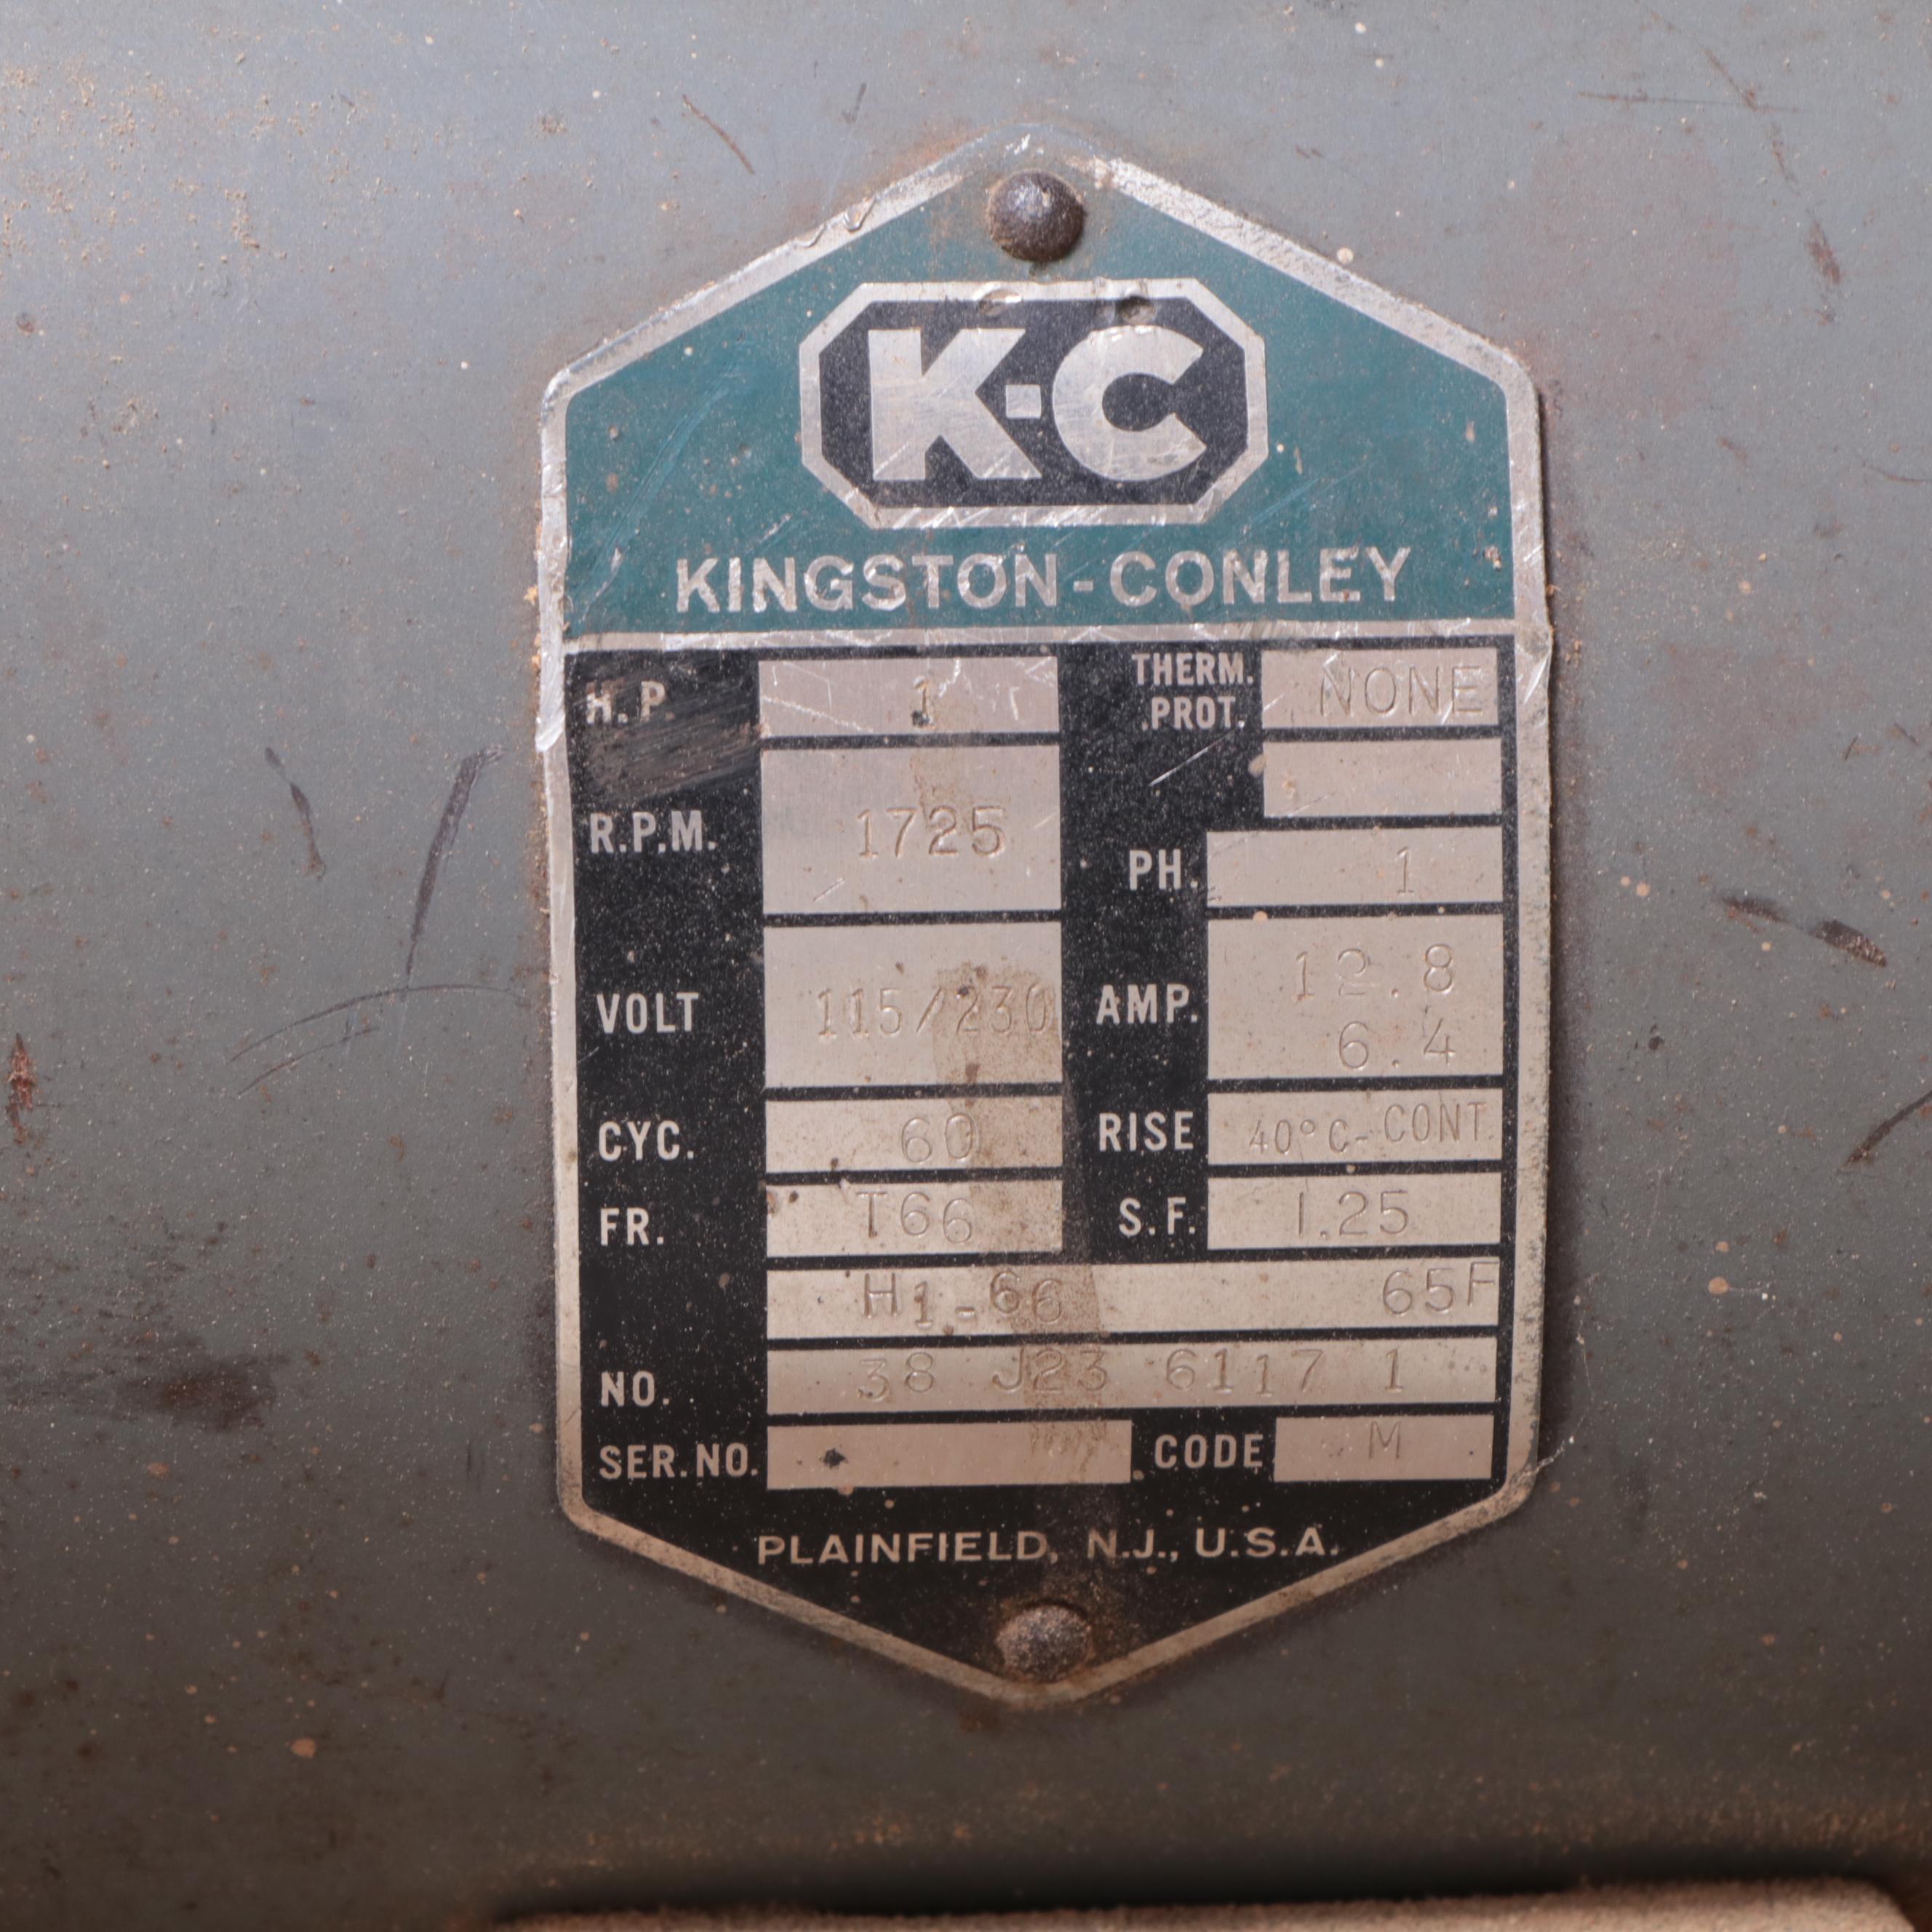 K-C
KINGSTON-CONLEY
H.P. 1 THERM. PROT. NONE
R.P.M. 1725
PH. 1
VOLT 115/230 AMP. 12.8
6.4
CYC. 60 RISE 40°C-CONT.
FR. T66 S.F. 1.25
H1-66 65F
NO. 38 J23 6117 1
SER.NO. CODE M
PLAINFIELD, N.J., U.S.A.